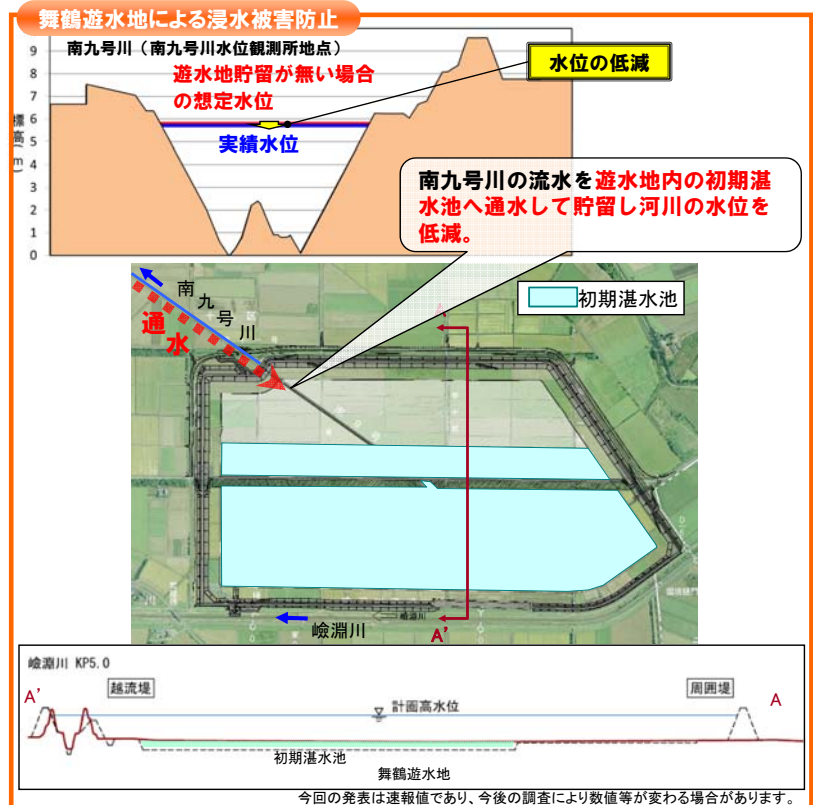 舞鶴遊水地による浸水被害防止
南九号川（南九号川水位観測所地点）
遊水地貯留が無い場合
の想定水位
水位の低減
実績水位
標高(m)
9
8
7
6
5
4
3
2
1
0
南九号川の流水を遊水地内の初期湛
水池へ通水して貯留し河川の水位を
低減。
南九号川
通水
初期湛水池
A
嶮淵川
嶮淵川
A'
嶮淵川 KP5.0
A'
越流堤
計画高水位
周囲堤
A
初期湛水池
舞鶴遊水地
今回の発表は速報値であり、今後の調査により数値等が変わる場合があります。